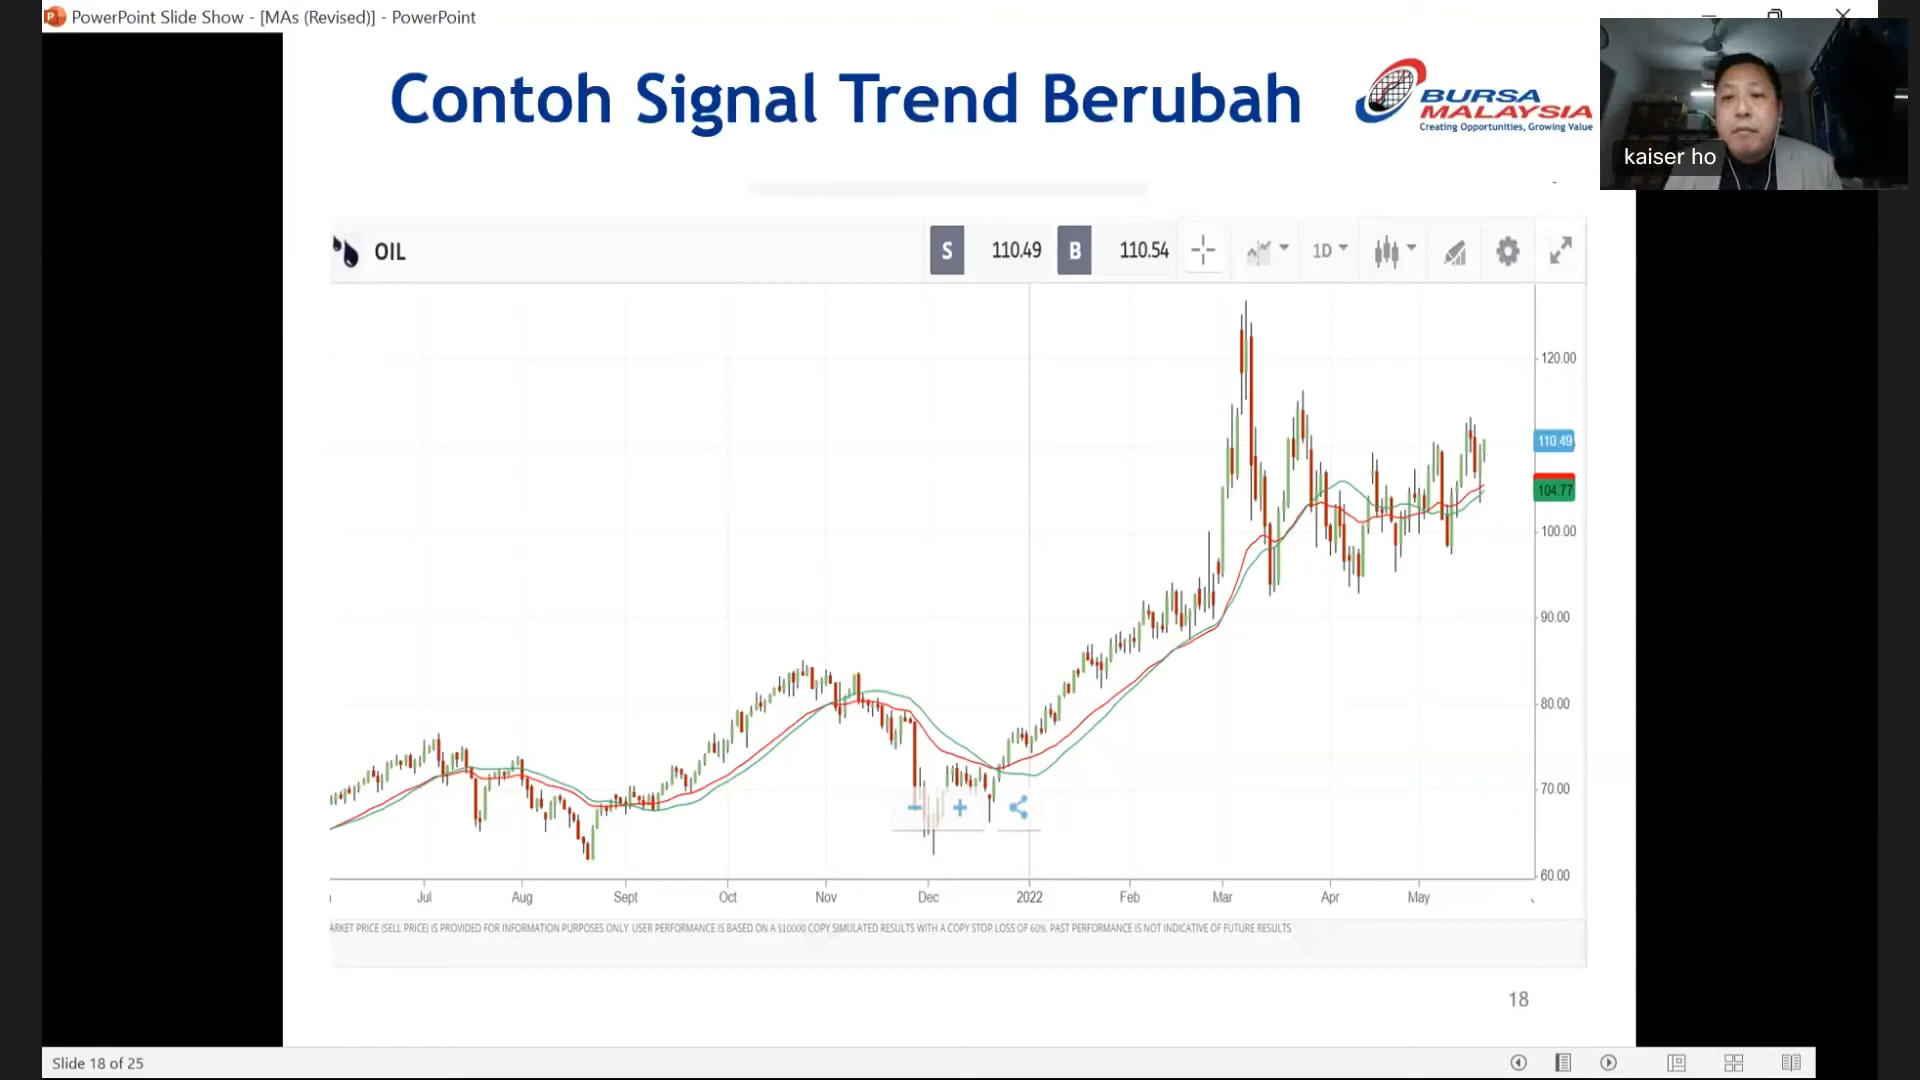 PowerPoint Slide Show - [MAs (Revised)] - PowerPoint
Contoh Signal Trend Berubah
BURSA
MALAYSIA
Creating Opportunities, Growing Value
kaiser ho
OIL
S 110.49 B 110.54 1D
120.00
110.49
104.77
100.00
90.00
80.00
70.00
60.00
Jul Aug Sept Oct Nov Dec 2022 Feb Mar Apr May
ARKET PRICE (SELL PRICE) IS PROVIDED FOR INFORMATION PURPOSES ONLY. USER PERFORMANCE IS BASED ON A $10000 COPY SIMULATED RESULTS WITH A COPY STOP LOSS OF 60%. PAST PERFORMANCE IS NOT INDICATIVE OF FUTURE RESULTS
18
Slide 18 of 25